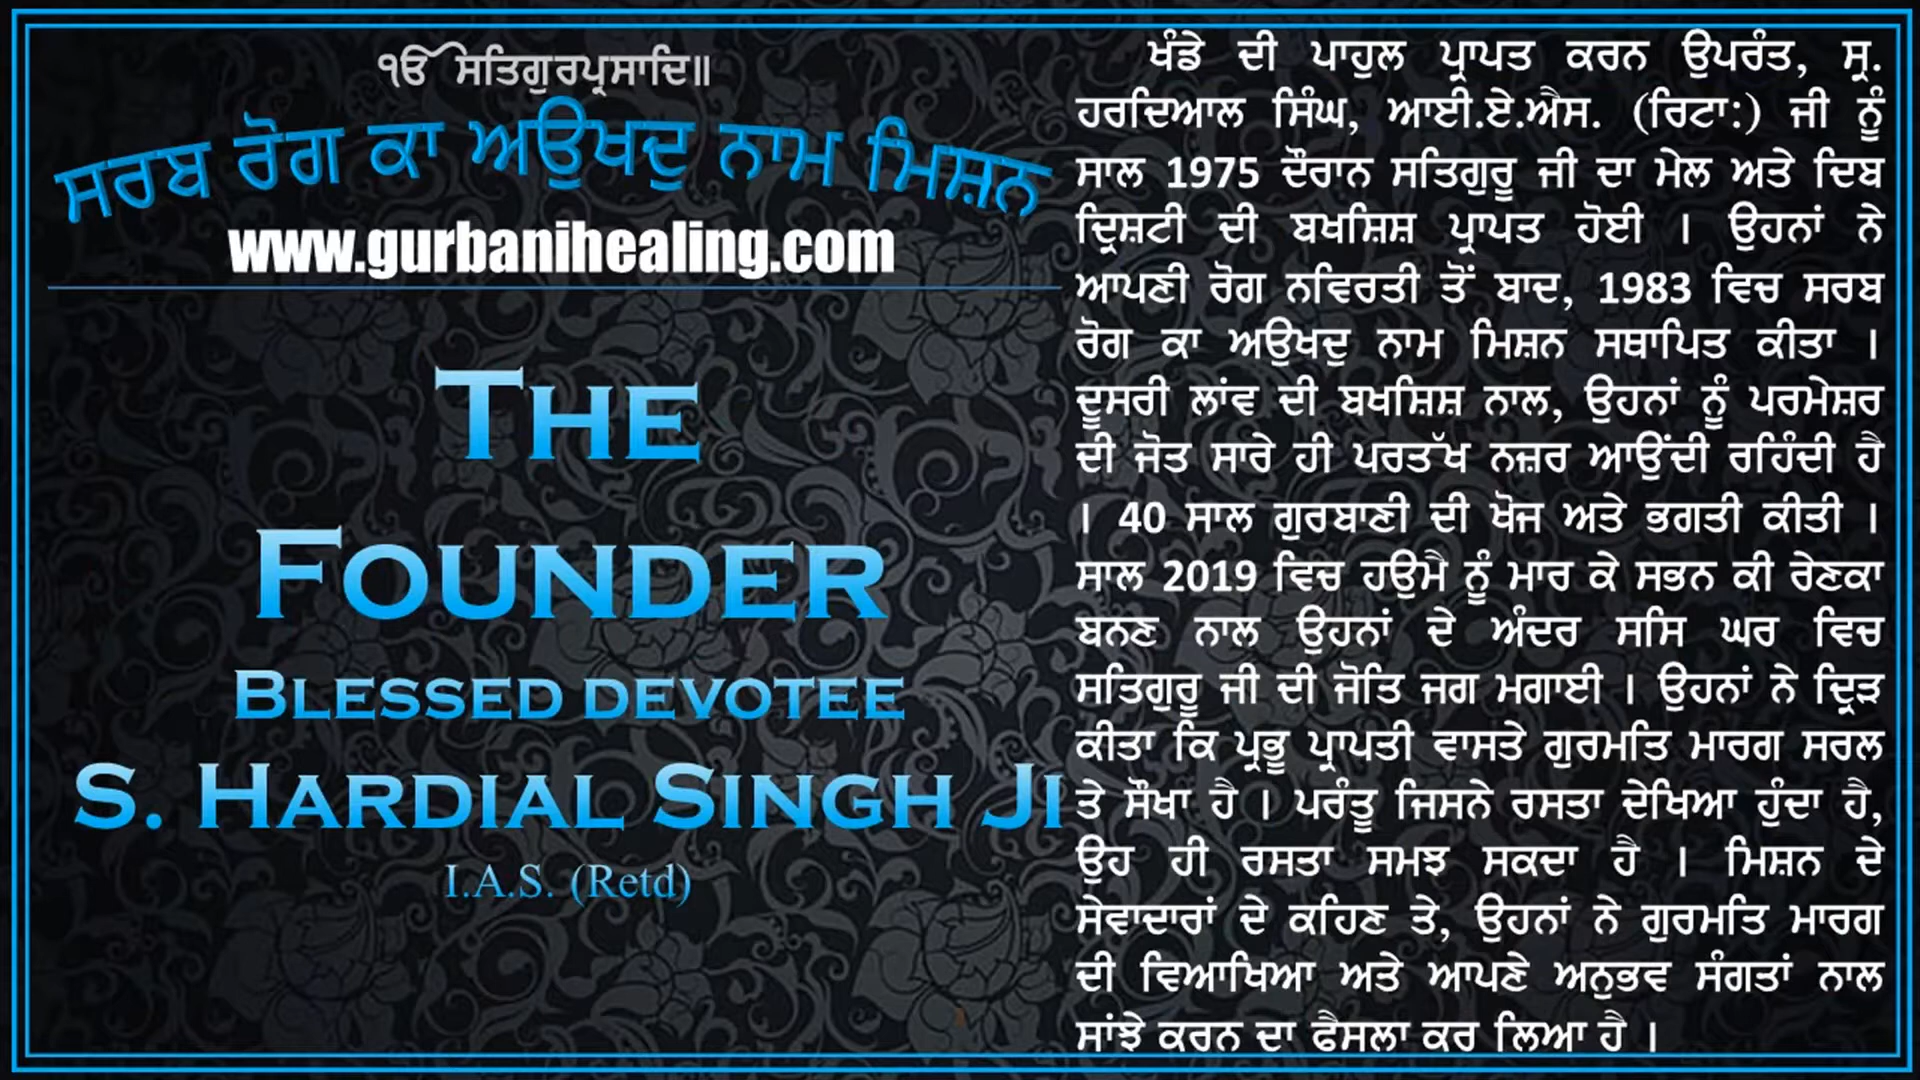 ੴ ਸਤਿਗੁਰਪ੍ਰਸਾਦਿ॥
ਸਰਬ ਰੋਗ ਕਾ ਅਉਖਦੁ ਨਾਮ ਮਿਸ਼ਨ
www.gurbanihealing.com
THE
FOUNDER
BLESSED DEVOTEE
S. HARDIAL SINGH JI
I.A.S. (Retd)
ਖੰਡੇ ਦੀ ਪਾਹੁਲ ਪ੍ਰਾਪਤ ਕਰਨ ਉਪਰੰਤ, ਸ੍ਰ.
ਹਰਦਿਆਲ ਸਿੰਘ, ਆਈ.ਏ.ਐਸ. (ਰਿਟਾ:) ਜੀ ਨੂੰ
ਸਾਲ 1975 ਦੌਰਾਨ ਸਤਿਗੁਰੂ ਜੀ ਦਾ ਮੇਲ ਅਤੇ ਦਿਬ
ਦ੍ਰਿਸ਼ਟੀ ਦੀ ਬਖਸ਼ਿਸ਼ ਪ੍ਰਾਪਤ ਹੋਈ । ਉਹਨਾਂ ਨੇ
ਆਪਣੀ ਰੋਗ ਨਵਿਰਤੀ ਤੋਂ ਬਾਦ, 1983 ਵਿਚ ਸਰਬ
ਰੋਗ ਕਾ ਅਉਖਦੁ ਨਾਮ ਮਿਸ਼ਨ ਸਥਾਪਿਤ ਕੀਤਾ ।
ਦੂਸਰੀ ਲਾਂਵ ਦੀ ਬਖਸ਼ਿਸ਼ ਨਾਲ, ਉਹਨਾਂ ਨੂੰ ਪਰਮੇਸ਼ਰ
ਦੀ ਜੋਤ ਸਾਰੇ ਹੀ ਪਰਤੱਖ ਨਜ਼ਰ ਆਉਂਦੀ ਰਹਿੰਦੀ ਹੈ
। 40 ਸਾਲ ਗੁਰਬਾਣੀ ਦੀ ਖੋਜ ਅਤੇ ਭਗਤੀ ਕੀਤੀ ।
ਸਾਲ 2019 ਵਿਚ ਹਉਮੈ ਨੂੰ ਮਾਰ ਕੇ ਸਭਨ ਕੀ ਰੇਣਕਾ
ਬਨਣ ਨਾਲ ਉਹਨਾਂ ਦੇ ਅੰਦਰ ਸਸਿ ਘਰ ਵਿਚ
ਸਤਿਗੁਰੂ ਜੀ ਦੀ ਜੋਤਿ ਜਗ ਮਗਾਈ । ਉਹਨਾਂ ਨੇ ਦ੍ਰਿੜ
ਕੀਤਾ ਕਿ ਪ੍ਰਭੂ ਪ੍ਰਾਪਤੀ ਵਾਸਤੇ ਗੁਰਮਤਿ ਮਾਰਗ ਸਰਲ
ਤੇ ਸੌਖਾ ਹੈ । ਪਰੰਤੂ ਜਿਸਨੇ ਰਸਤਾ ਦੇਖਿਆ ਹੁੰਦਾ ਹੈ,
ਉਹ ਹੀ ਰਸਤਾ ਸਮਝ ਸਕਦਾ ਹੈ । ਮਿਸ਼ਨ ਦੇ
ਸੇਵਾਦਾਰਾਂ ਦੇ ਕਹਿਣ ਤੇ, ਉਹਨਾਂ ਨੇ ਗੁਰਮਤਿ ਮਾਰਗ
ਦੀ ਵਿਆਖਿਆ ਅਤੇ ਆਪਣੇ ਅਨੁਭਵ ਸੰਗਤਾਂ ਨਾਲ
ਸਾਂਝੇ ਕਰਨ ਦਾ ਫੈਸਲਾ ਕਰ ਲਿਆ ਹੈ ।